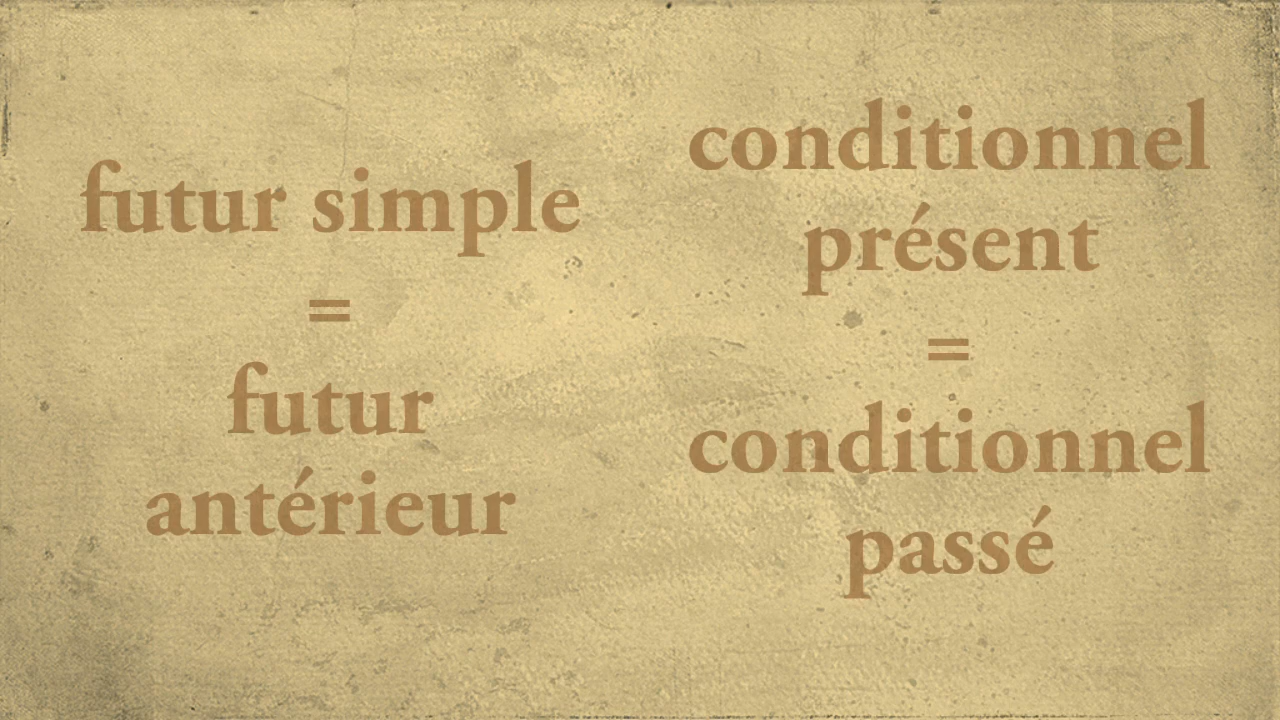 futur simple
=
futur
antérieur
conditionnel
présent
=
conditionnel
passé